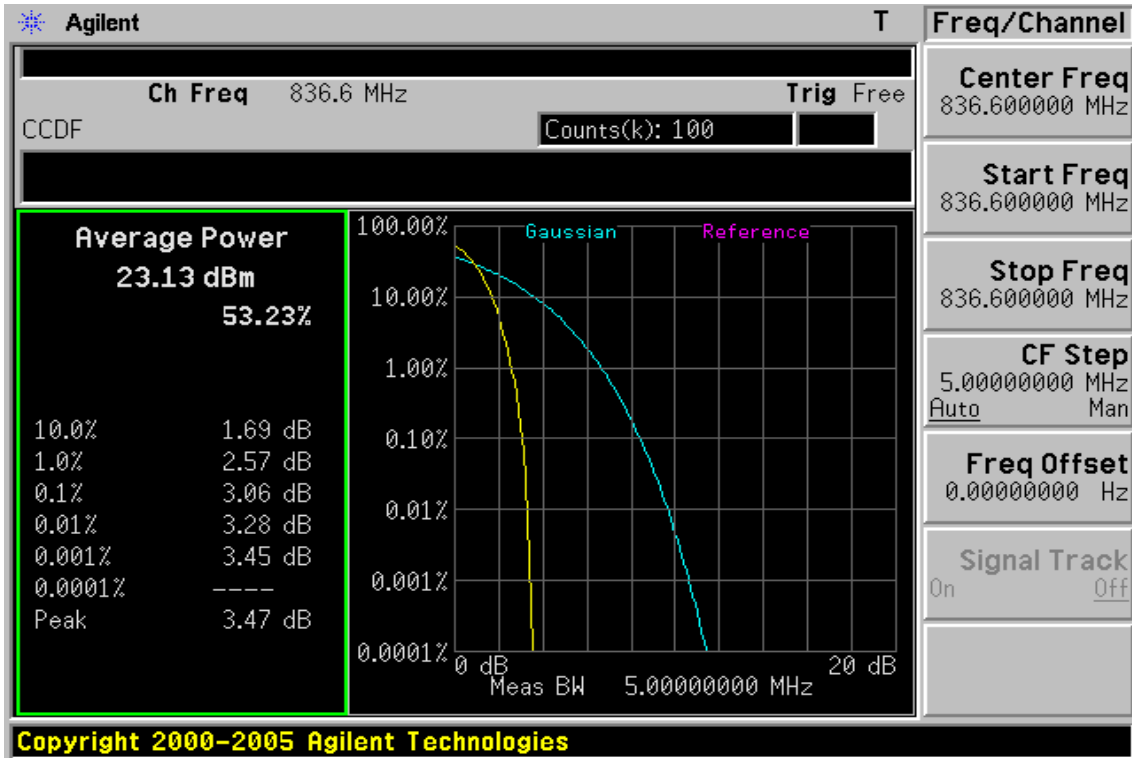 Agilent T Freq/Channel
Ch Freq 836.6 MHz Trig Free
CCDF Counts(k): 100
Average Power
23.13 dBm
53.23%
10.0% 1.69 dB
1.0% 2.57 dB
0.1% 3.06 dB
0.01% 3.28 dB
0.001% 3.45 dB
0.0001% ----
Peak 3.47 dB
Gaussian Reference
100.00%
10.00%
1.00%
0.10%
0.01%
0.001%
0.0001%
0 dB 20 dB
Meas BW 5.00000000 MHz
Center Freq
836.600000 MHz
Start Freq
836.600000 MHz
Stop Freq
836.600000 MHz
CF Step
5.00000000 MHz
Auto Man
Freq Offset
0.00000000 Hz
Signal Track
On Off
Copyright 2000-2005 Agilent Technologies